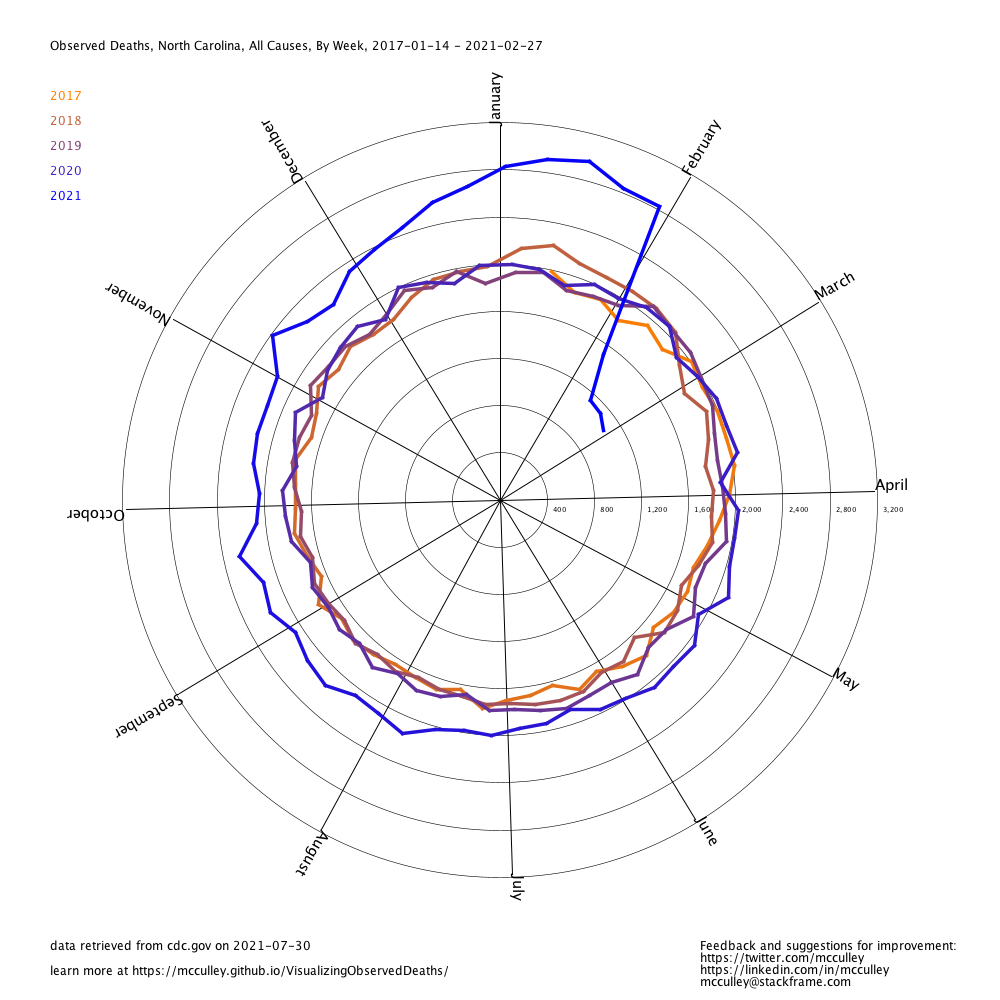 Observed Deaths, North Carolina, All Causes, By Week, 2017-01-14 - 2021-02-27
2017
2018
2019
2020
2021
January
February
March
April
May
June
July
August
September
October
November
December
400
800
1,200
1,600
2,000
2,400
2,800
3,200
data retrieved from cdc.gov on 2021-07-30
learn more at https://mcculley.github.io/VisualizingObservedDeaths/
Feedback and suggestions for improvement:
https://twitter.com/mcculley
https://linkedin.com/in/mcculley
mcculley@stackframe.com